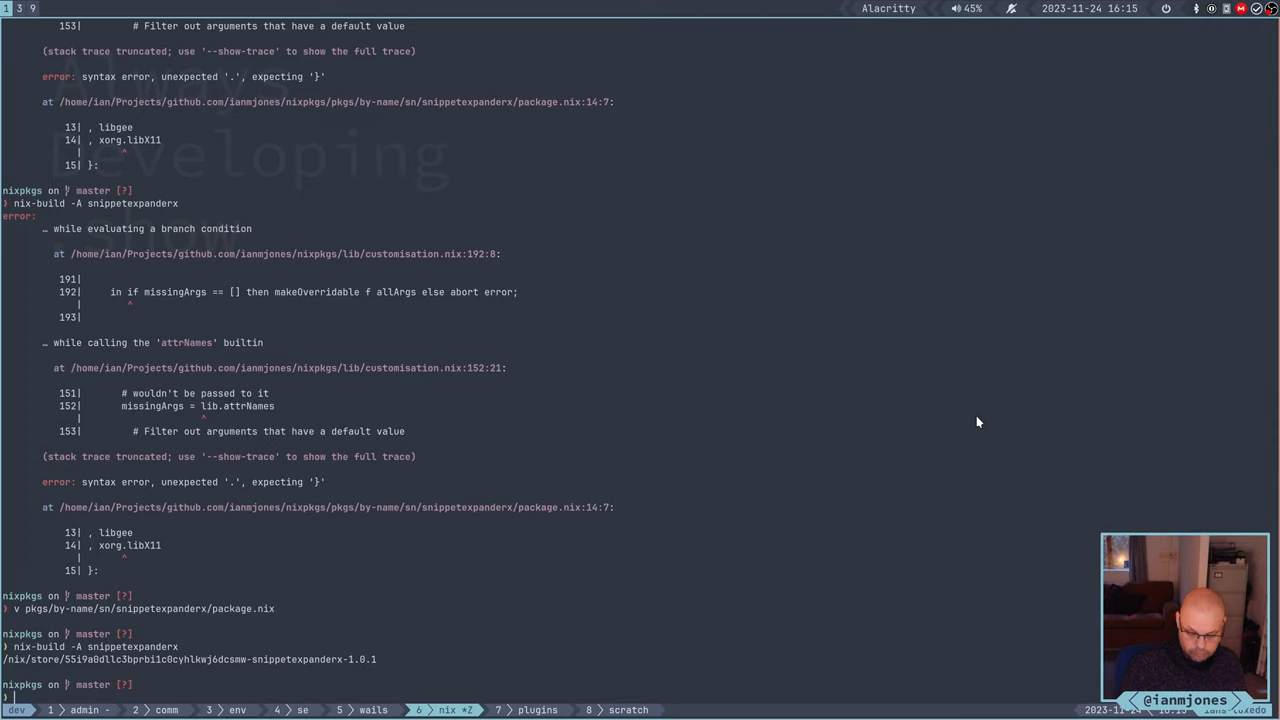 1 3 9
Alacritty
45%
2023-11-24 16:15
153| # Filter out arguments that have a default value
(stack trace truncated; use '--show-trace' to show the full trace)
error: syntax error, unexpected '.', expecting '}'
at /home/ian/Projects/github.com/ianmjones/nixpkgs/pkgs/by-name/sn/snippetexpanderx/package.nix:14:7:
13| , libgee
14| , xorg.libX11
| ^
15| }:
Always
Developing
.show
nixpkgs on master [?]
❯ nix-build -A snippetexpanderx
error:
… while evaluating a branch condition
at /home/ian/Projects/github.com/ianmjones/nixpkgs/lib/customisation.nix:192:8:
191|
192| in if missingArgs == [] then makeOverridable f allArgs else abort error;
| ^
193|
… while calling the 'attrNames' builtin
at /home/ian/Projects/github.com/ianmjones/nixpkgs/lib/customisation.nix:152:21:
151| # wouldn't be passed to it
152| missingArgs = lib.attrNames
| ^
153| # Filter out arguments that have a default value
(stack trace truncated; use '--show-trace' to show the full trace)
error: syntax error, unexpected '.', expecting '}'
at /home/ian/Projects/github.com/ianmjones/nixpkgs/pkgs/by-name/sn/snippetexpanderx/package.nix:14:7:
13| , libgee
14| , xorg.libX11
| ^
15| }:
nixpkgs on master [?]
❯ v pkgs/by-name/sn/snippetexpanderx/package.nix
nixpkgs on master [?]
❯ nix-build -A snippetexpanderx
/nix/store/55i9a0dllc3bprbi1c0cyhlkwj6dcsmw-snippetexpanderx-1.0.1
nixpkgs on master [?]
❯
dev 1 admin - 2 comm 3 env 4 se 5 wails 6 nix *Z 7 plugins 8 scratch
@ianmjones